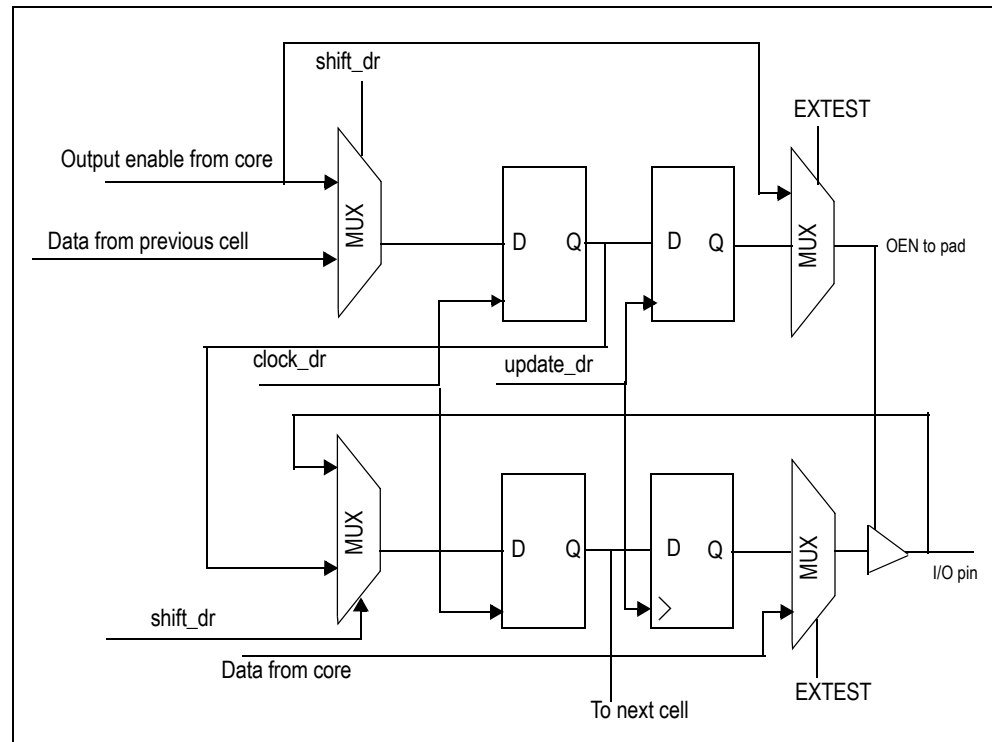 shift_dr
EXTEST
Output enable from core
MUX
MUX
Data from previous cell
D Q
D Q
OEN to pad
clock_dr
update_dr
MUX
MUX
D Q
D Q
I/O pin
shift_dr
Data from core
EXTEST
To next cell